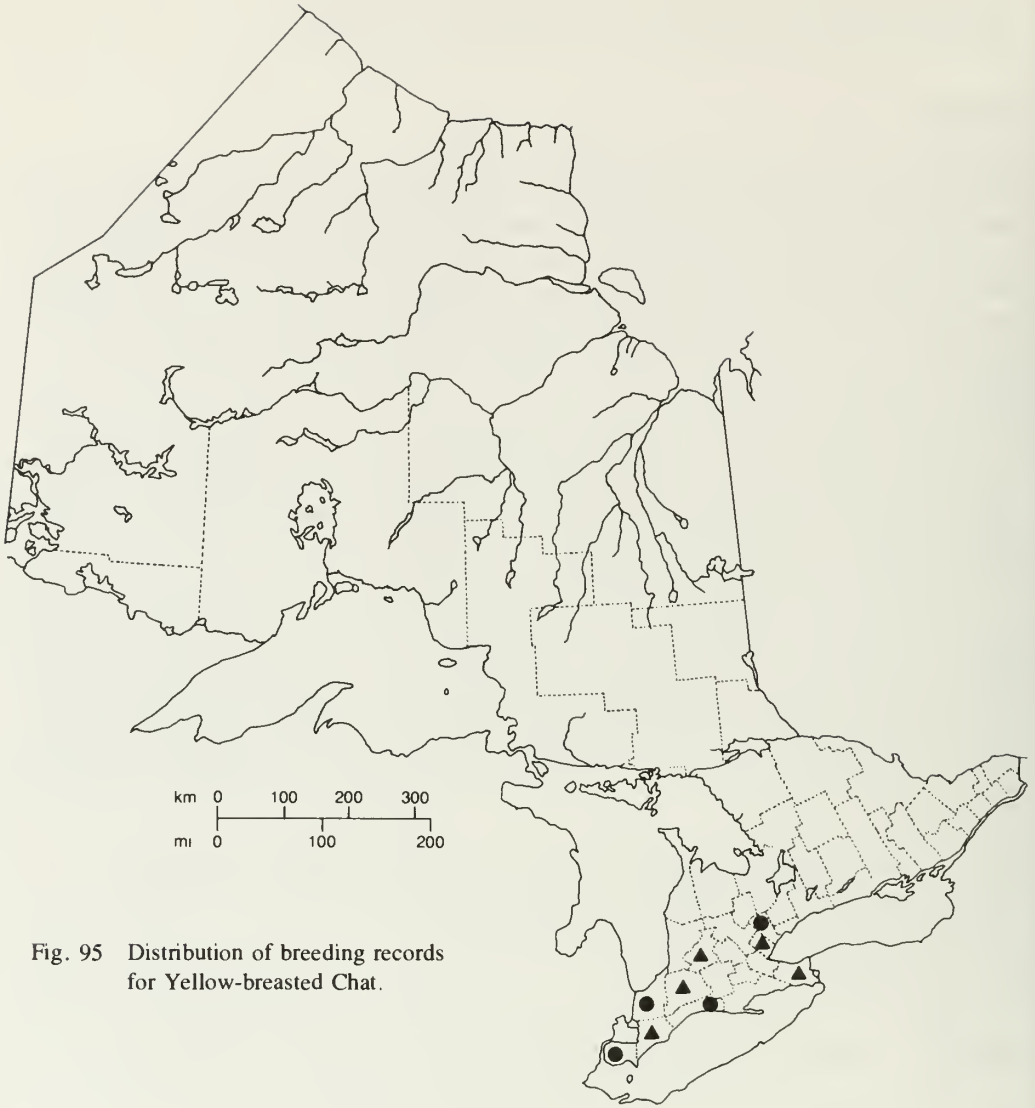 km 0 100 200 300
mi 0 100 200
Fig. 95 Distribution of breeding records
for Yellow-breasted Chat.